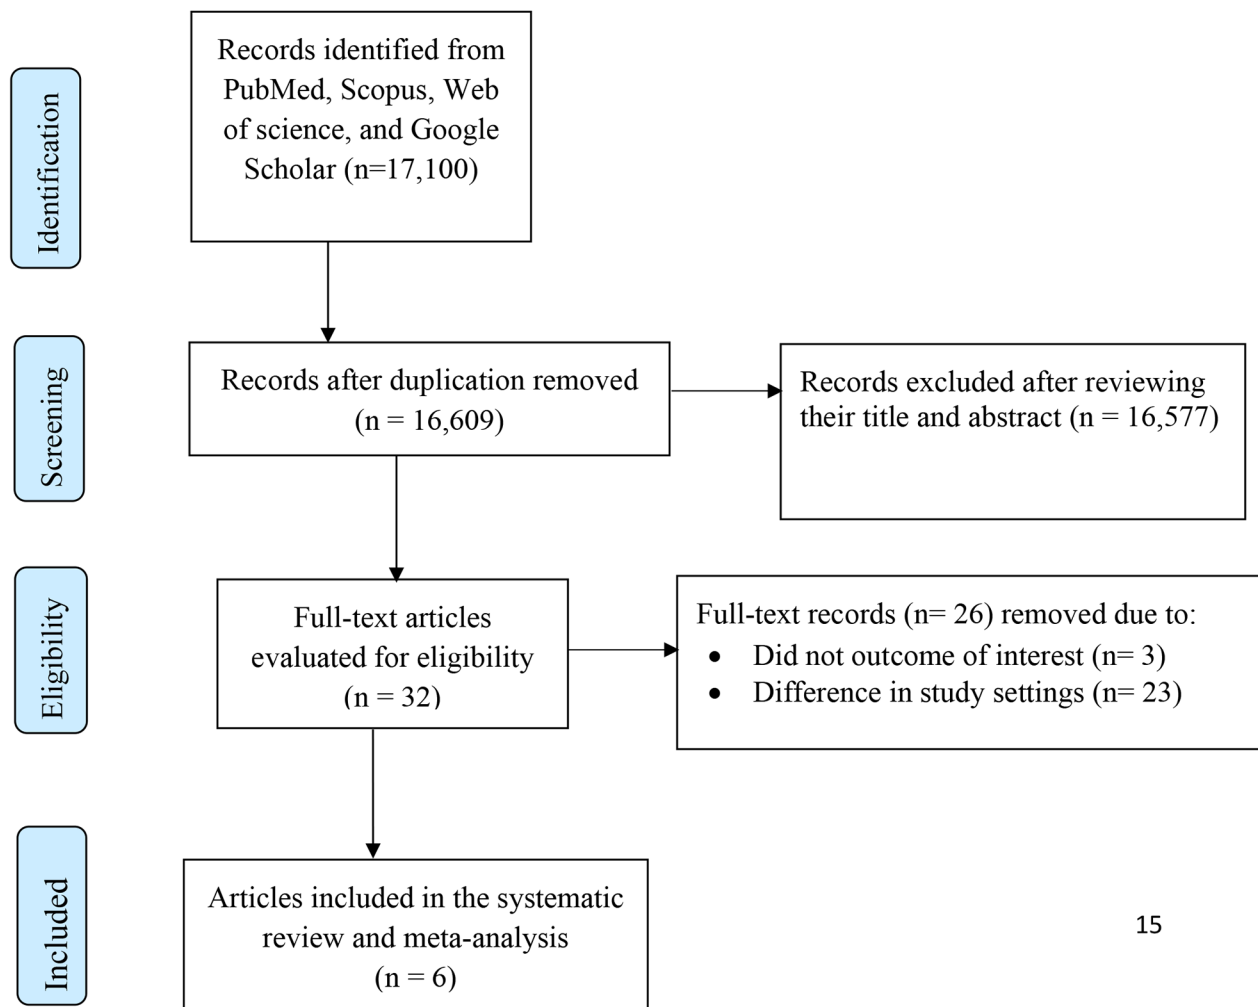 Identification
Records identified from
PubMed, Scopus, Web
of science, and Google
Scholar (n=17,100)
Screening
Records after duplication removed
(n = 16,609)
Records excluded after reviewing
their title and abstract (n = 16,577)
Eligibility
Full-text articles
evaluated for eligibility
(n = 32)
Full-text records (n= 26) removed due to:
• Did not outcome of interest (n= 3)
• Difference in study settings (n= 23)
Included
Articles included in the systematic
review and meta-analysis
(n = 6)
15